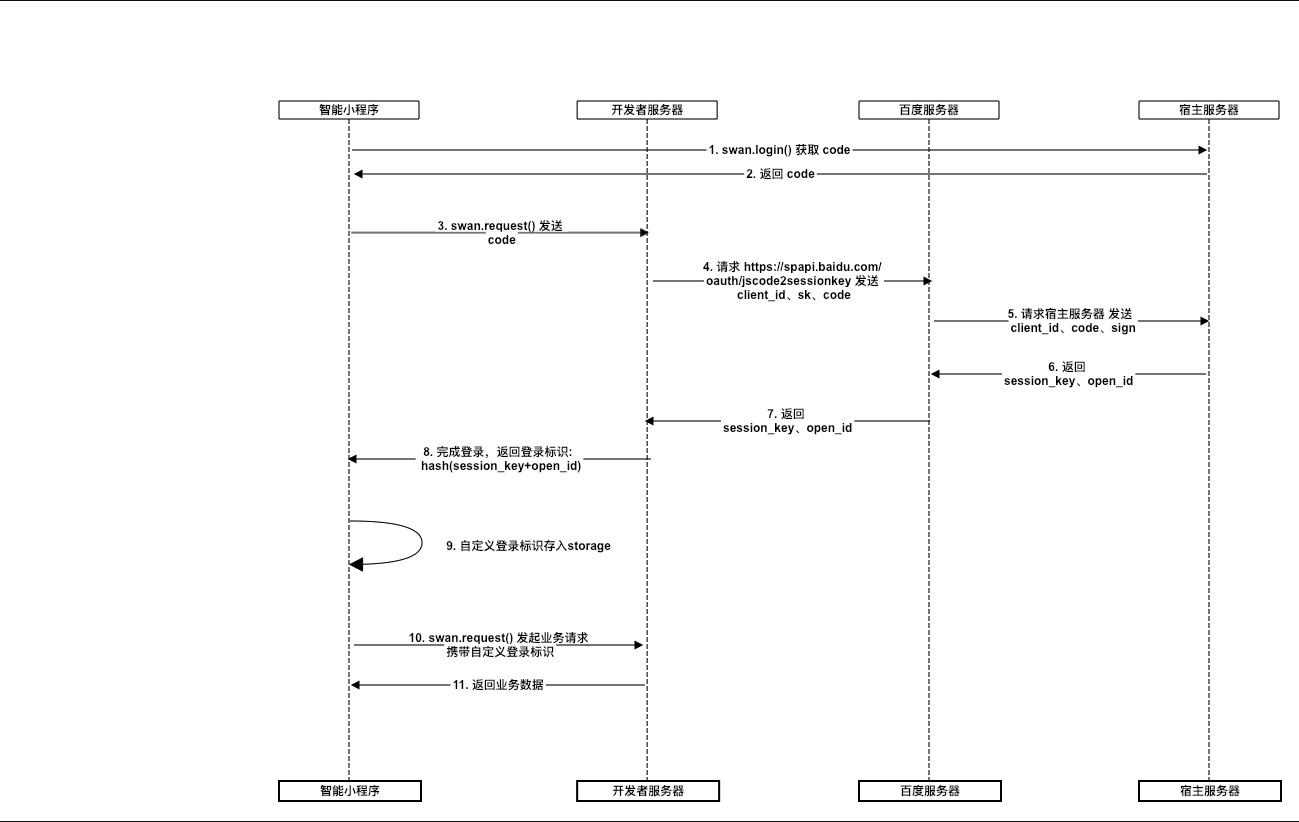 智能小程序
开发者服务器
百度服务器
宿主服务器
1. swan.login() 获取 code
2. 返回 code
3. swan.request() 发送
code
4. 请求 https://spapi.baidu.com/
oauth/jscode2sessionkey 发送
client_id、sk、code
5. 请求宿主服务器 发送
client_id、code、sign
6. 返回
session_key、open_id
7. 返回
session_key、open_id
8. 完成登录，返回登录标识:
hash(session_key+open_id)
9. 自定义登录标识存入storage
10. swan.request() 发起业务请求
携带自定义登录标识
11. 返回业务数据
智能小程序
开发者服务器
百度服务器
宿主服务器